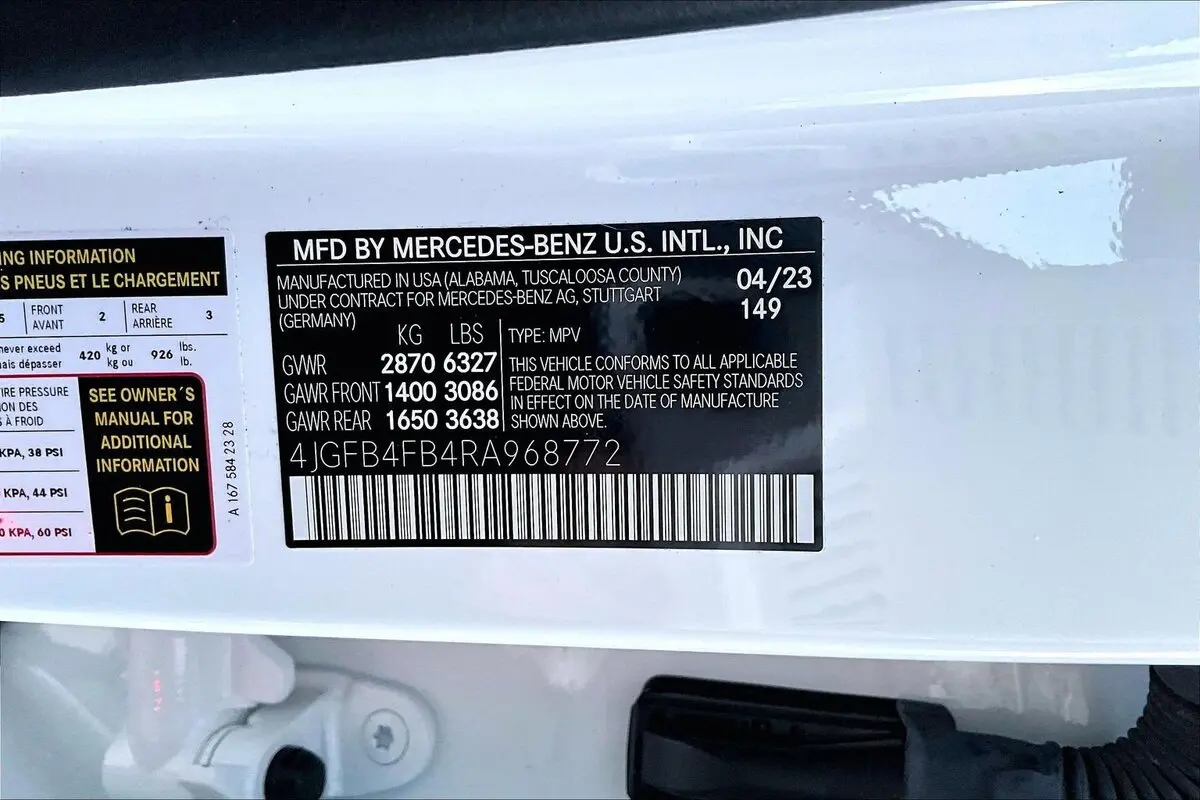 NG INFORMATION
S PNEUS ET LE CHARGEMENT
5 FRONT AVANT 2 REAR ARRIÈRE 3
never exceed 420 kg or 926 lbs.
ais dépasser kg ou lb.
IRE PRESSURE
ON DES
À FROID
KPA, 38 PSI
KPA, 44 PSI
0 KPA, 60 PSI
SEE OWNER´S
MANUAL FOR
ADDITIONAL
INFORMATION
i
A 167 584 23 28
MFD BY MERCEDES-BENZ U.S. INTL., INC
MANUFACTURED IN USA (ALABAMA, TUSCALOOSA COUNTY)
UNDER CONTRACT FOR MERCEDES-BENZ AG, STUTTGART
(GERMANY)
04/23
149
KG LBS
GVWR 2870 6327
GAWR FRONT 1400 3086
GAWR REAR 1650 3638
TYPE: MPV
THIS VEHICLE CONFORMS TO ALL APPLICABLE
FEDERAL MOTOR VEHICLE SAFETY STANDARDS
IN EFFECT ON THE DATE OF MANUFACTURE
SHOWN ABOVE.
4JGFB4FB4RA968772